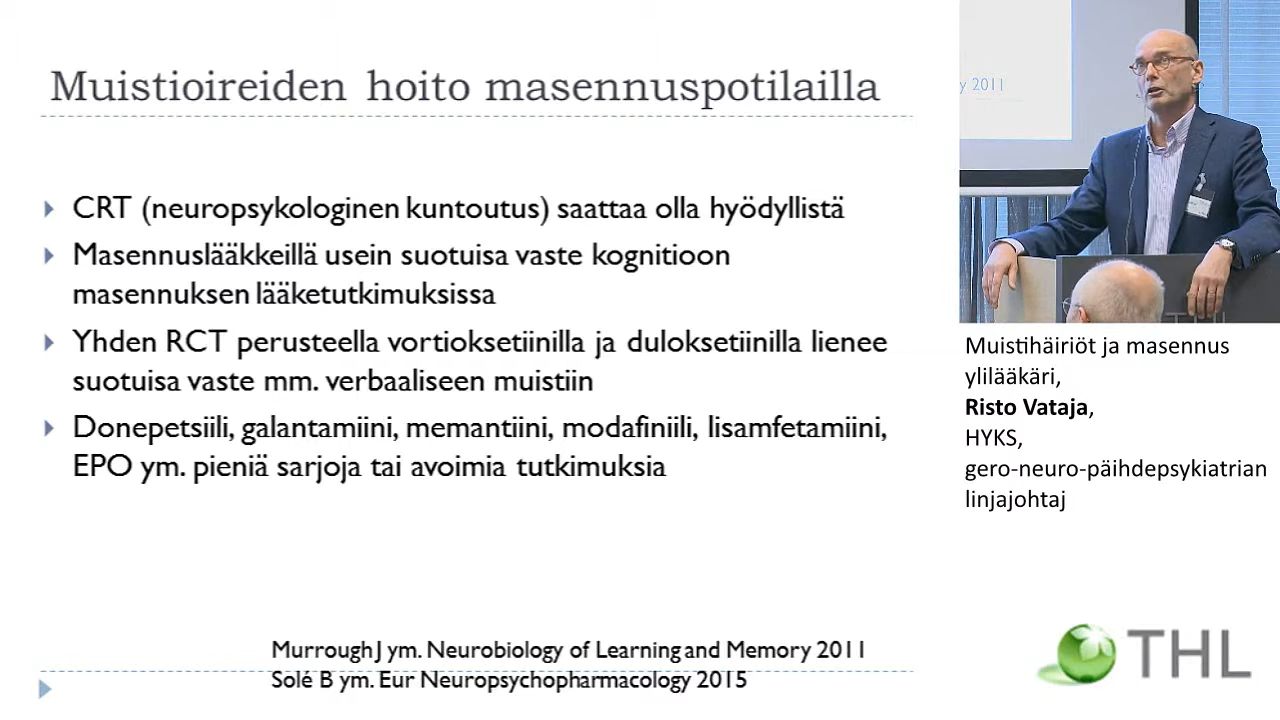 Muistioireiden hoito masennuspotilailla
CRT (neuropsykologinen kuntoutus) saattaa olla hyödyllistä
Masennuslääkkeillä usein suotuisa vaste kognitioon
masennuksen lääketutkimuksissa
Yhden RCT perusteella vortioksetiinilla ja duloksetiinilla lienee
suotuisa vaste mm. verbaaliseen muistiin
Donepetsiili, galantamiini, memantiini, modafiniili, lisamfetamiini,
EPO ym. pieniä sarjoja tai avoimia tutkimuksia
Murrough J ym. Neurobiology of Learning and Memory 2011
Solé B ym. Eur Neuropsychopharmacology 2015
y 2011
Muistihäiriöt ja masennus
ylilääkäri,
Risto Vataja,
HYKS,
gero-neuro-päihdepsykiatrian
linjajohtaj
THL